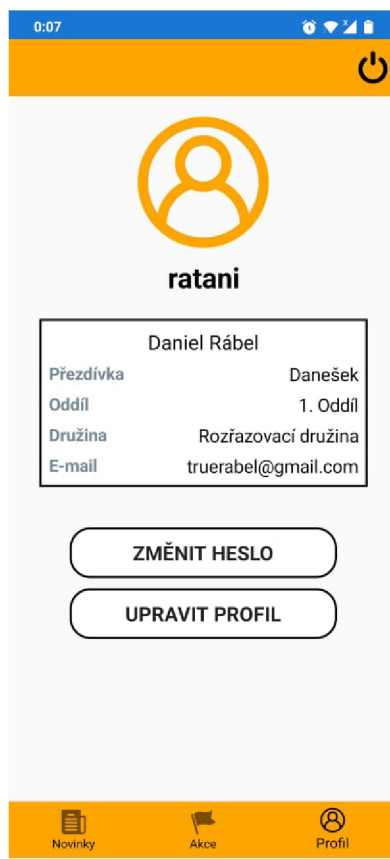 0:07
ratani
Daniel Rábel
Přezdívka Danešek
Oddíl 1. Oddíl
Družina Rozřazovací družina
E-mail truerabel@gmail.com
ZMĚNIT HESLO
UPRAVIT PROFIL
Novinky Akce Profil